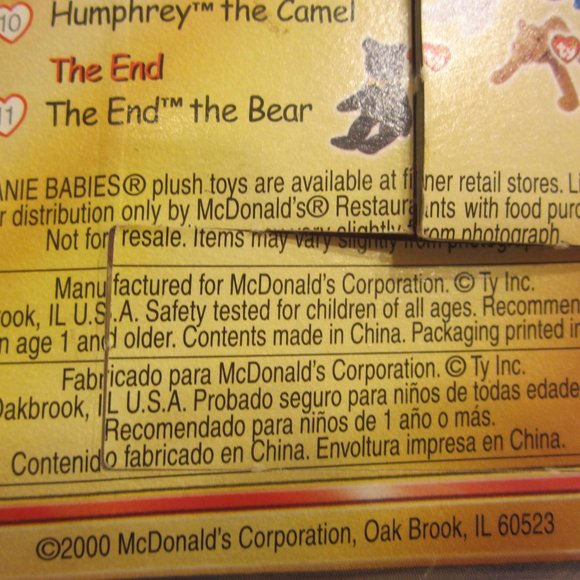 10 Humphrey™ the Camel
The End
11 The End™ the Bear
ANIE BABIES® plush toys are available at finer retail stores. Li
r distribution only by McDonald's® Restaurants with food purc
Not for resale. Items may vary slightly from photograph.
Manufactured for McDonald's Corporation. © Ty Inc.
rook, IL U.S.A. Safety tested for children of all ages. Recommen
n age 1 and older. Contents made in China. Packaging printed in
Fabricado para McDonald's Corporation. © Ty Inc.
Oakbrook, IL U.S.A. Probado seguro para niños de todas edade
Recomendado para niños de 1 año o más.
Contenido fabricado en China. Envoltura impresa en China.
©2000 McDonald's Corporation, Oak Brook, IL 60523